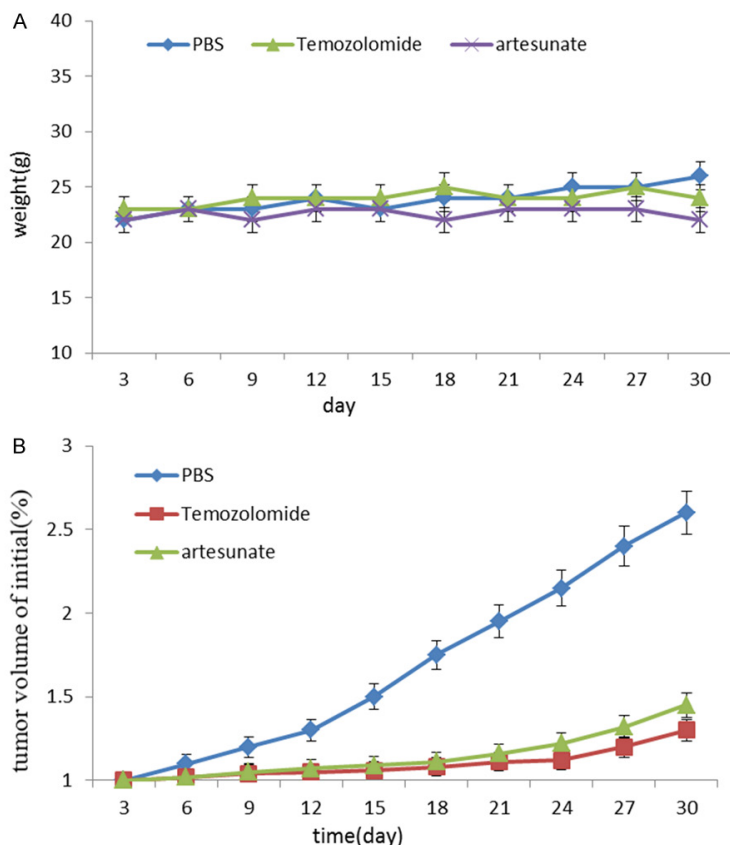 A
40
35
30
25
20
15
10
weight(g)
PBS Temozolomide artesunate
3 6 9 12 15 18 21 24 27 30
day
B
3
2.5
2
1.5
1
tumor volume of initial(%)
PBS
Temozolomide
artesunate
3 6 9 12 15 18 21 24 27 30
time(day)